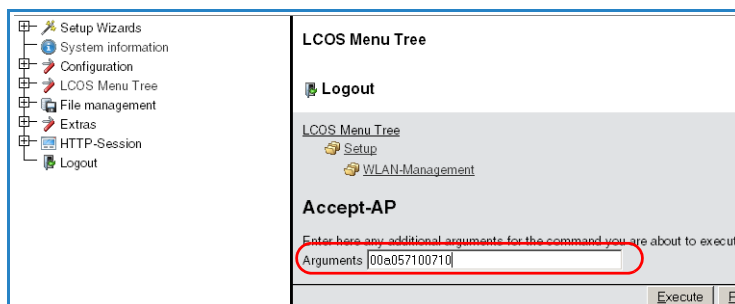 Setup Wizards
System information
Configuration
LCOS Menu Tree
File management
Extras
HTTP-Session
Logout
LCOS Menu Tree
Logout
LCOS Menu Tree
Setup
WLAN-Management
Accept-AP
Enter here any additional arguments for the command you are about to execut
Arguments 00a057100710
Execute